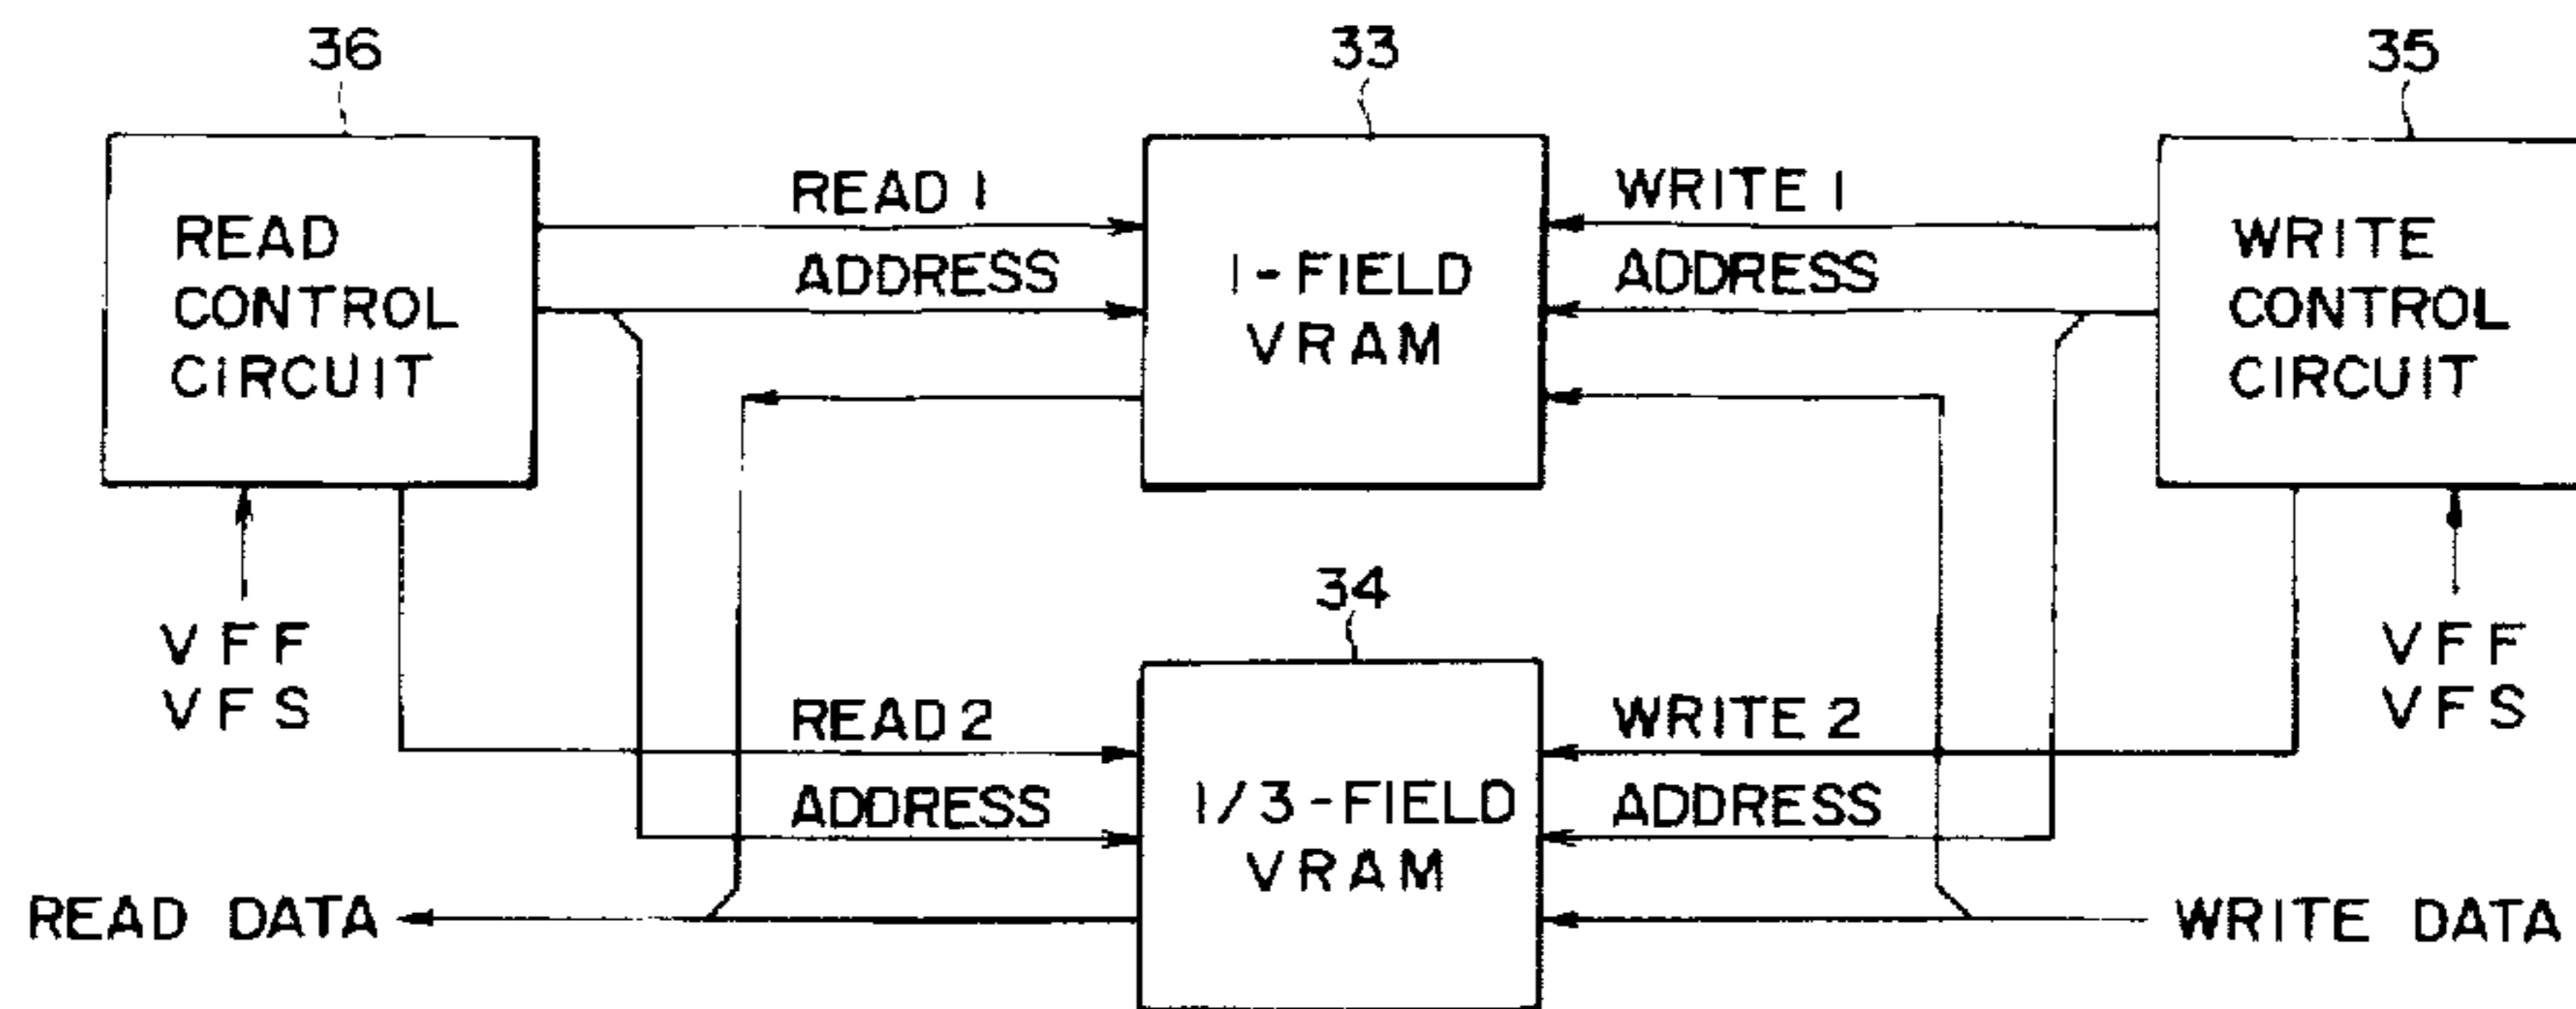 36
33
35
READ 1
WRITE 1
READ
CONTROL
CIRCUIT
ADDRESS
1-FIELD
VRAM
ADDRESS
WRITE
CONTROL
CIRCUIT
34
VFF
VFS
VFF
VFS
READ 2
WRITE 2
ADDRESS
1/3-FIELD
VRAM
ADDRESS
READ DATA
WRITE DATA